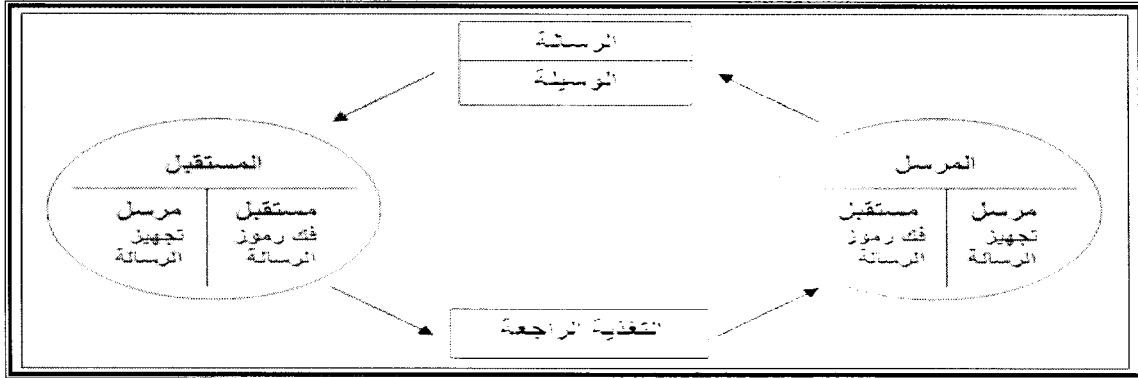 الرسالة
الوسيلة
المرسل
مرسل
تجهيز
الرسالة
مستقبل
فك رموز
الرسالة
المستقبل
مستقبل
فك رموز
الرسالة
مرسل
تجهيز
الرسالة
التغذية الراجعة